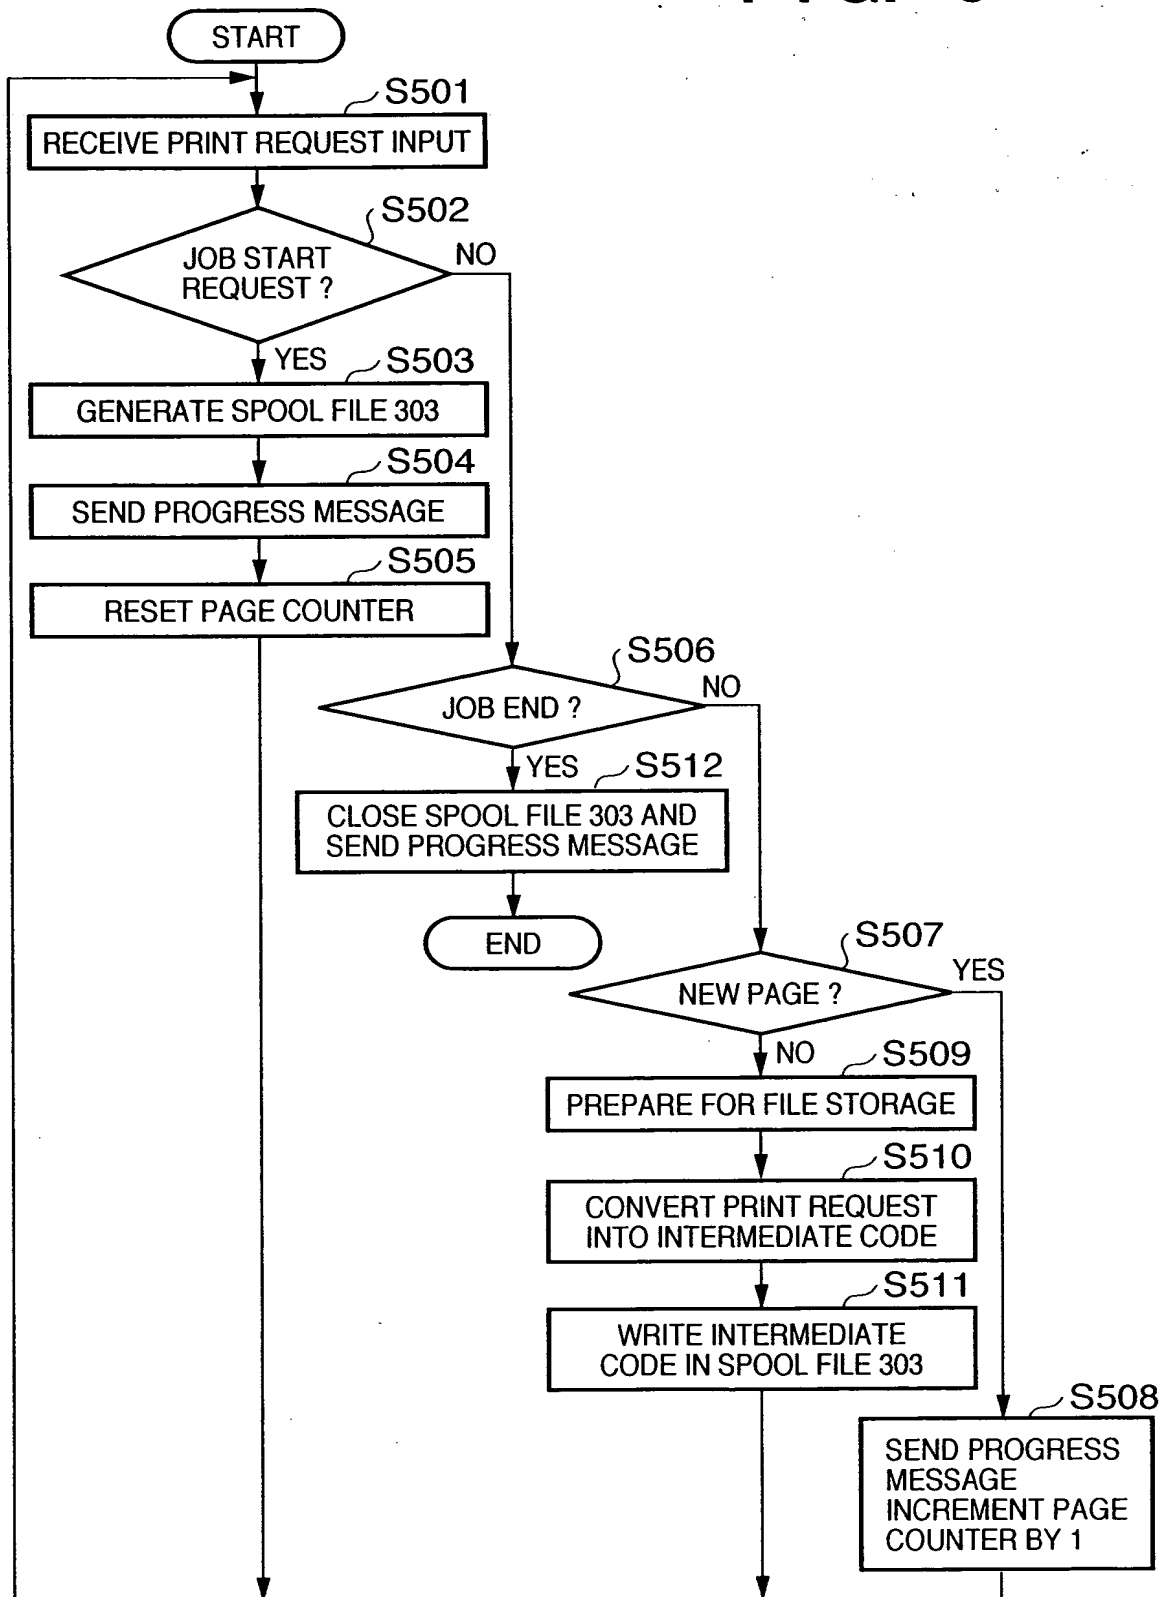 START
S501
RECEIVE PRINT REQUEST INPUT
S502
JOB START
REQUEST ?
NO
YES
S503
GENERATE SPOOL FILE 303
S504
SEND PROGRESS MESSAGE
S505
RESET PAGE COUNTER
S506
JOB END ?
NO
YES
S512
CLOSE SPOOL FILE 303 AND
SEND PROGRESS MESSAGE
END
S507
NEW PAGE ?
YES
NO
S509
PREPARE FOR FILE STORAGE
S510
CONVERT PRINT REQUEST
INTO INTERMEDIATE CODE
S511
WRITE INTERMEDIATE
CODE IN SPOOL FILE 303
S508
SEND PROGRESS
MESSAGE
INCREMENT PAGE
COUNTER BY 1